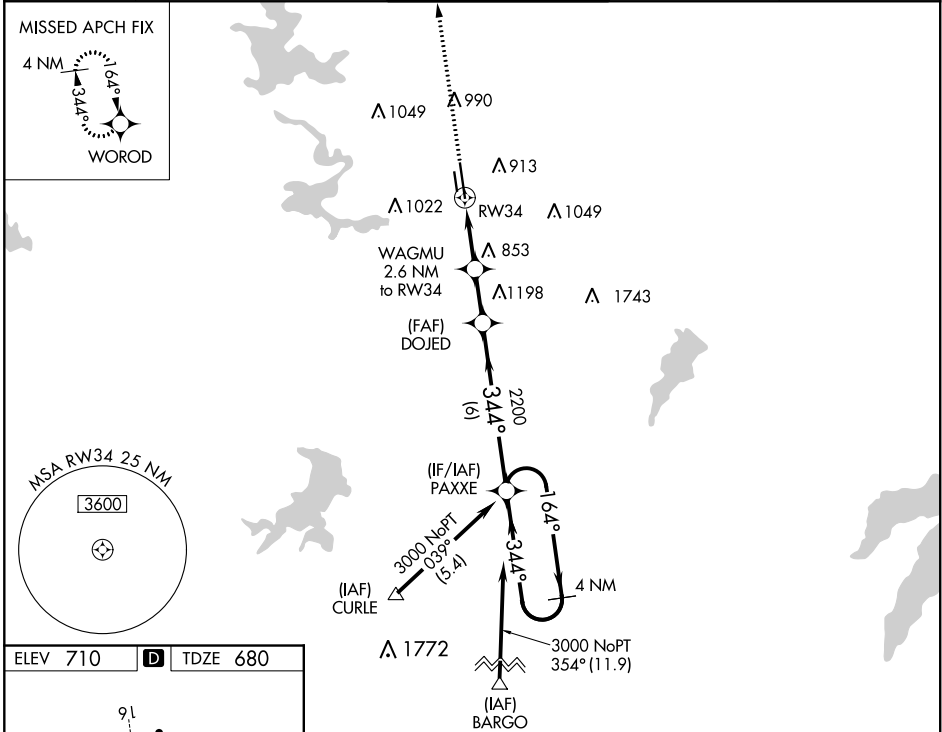 MISSED APCH FIX
4 NM
164°
344°
WOROD
1049
990
913
1022
RW34
1049
WAGMU
2.6 NM
to RW34
853
1198
1743
(FAF)
DOJED
344°
(6)
2200
MSA RW34 25 NM
3600
(IF/IAF)
PAXXE
164°
344°
4 NM
3000 NoPT
039°
(5.4)
(IAF)
CURLE
1772
3000 NoPT
354° (11.9)
(IAF)
BARGO
ELEV 710 D TDZE 680
16